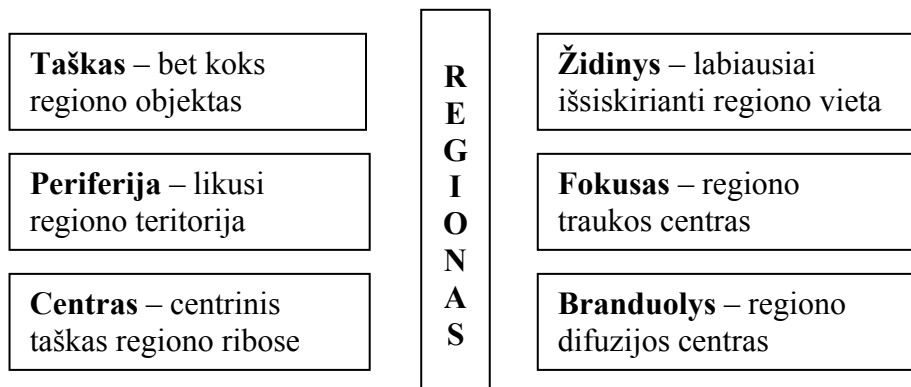 Taškas – bet koks
regiono objektas
Periferija – likusi
regiono teritorija
Centras – centrinis
taškas regiono ribose
R
E
G
I
O
N
A
S
Židinys – labiausiai
išsiskirianti regiono vieta
Fokusas – regiono
traukos centras
Branduolys – regiono
difuzijos centras